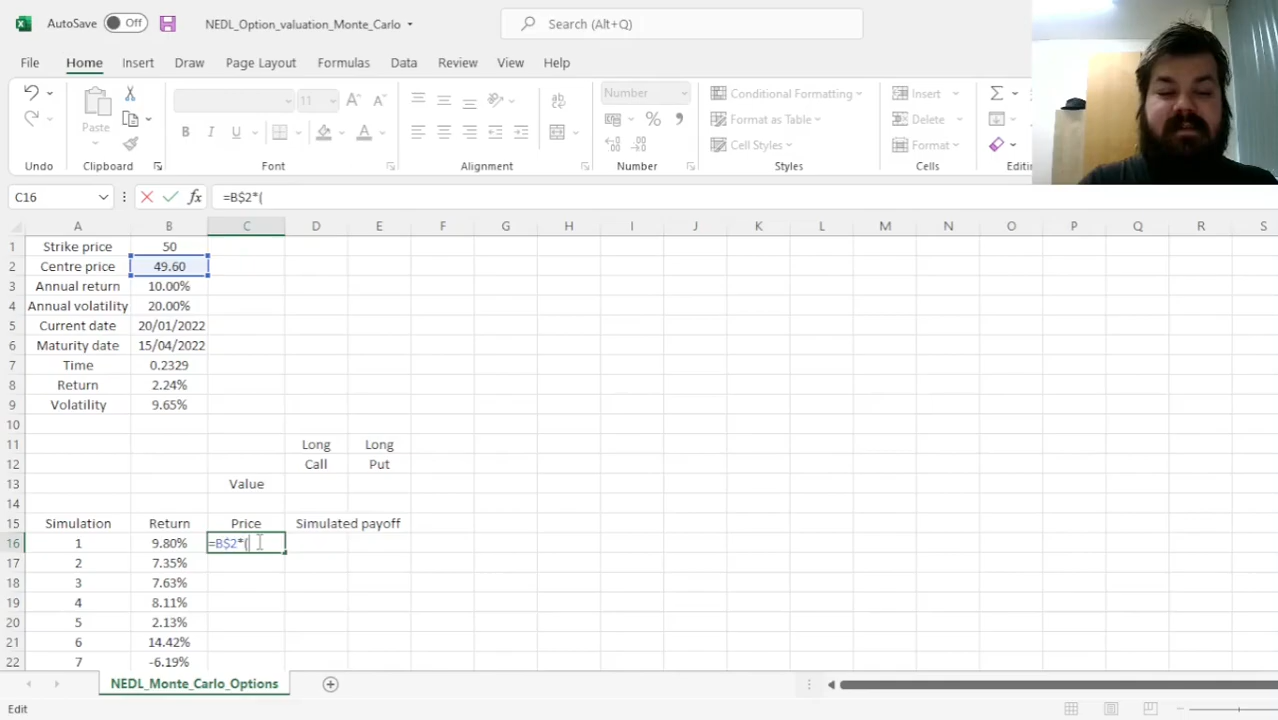 AutoSave Off NEDL_Option_valuation_Monte_Carlo Search (Alt+Q)
File Home Insert Draw Page Layout Formulas Data Review View Help
11 Number Conditional Formatting Insert
Paste Format as Table Delete
B I U A Cell Styles Format
Undo Clipboard Font Alignment Number Styles Cells Editin
C16 fx =B$2*(
A B C D E F G H I J K L M N O P Q R S
1 Strike price 50
2 Centre price 49.60
3 Annual return 10.00%
4 Annual volatility 20.00%
5 Current date 20/01/2022
6 Maturity date 15/04/2022
7 Time 0.2329
8 Return 2.24%
9 Volatility 9.65%
10
11 Long Long
12 Call Put
13 Value
14
15 Simulation Return Price Simulated payoff
16 1 9.80% =B$2*(
17 2 7.35%
18 3 7.63%
19 4 8.11%
20 5 2.13%
21 6 14.42%
22 7 -6.19%
NEDL_Monte_Carlo_Options
Edit